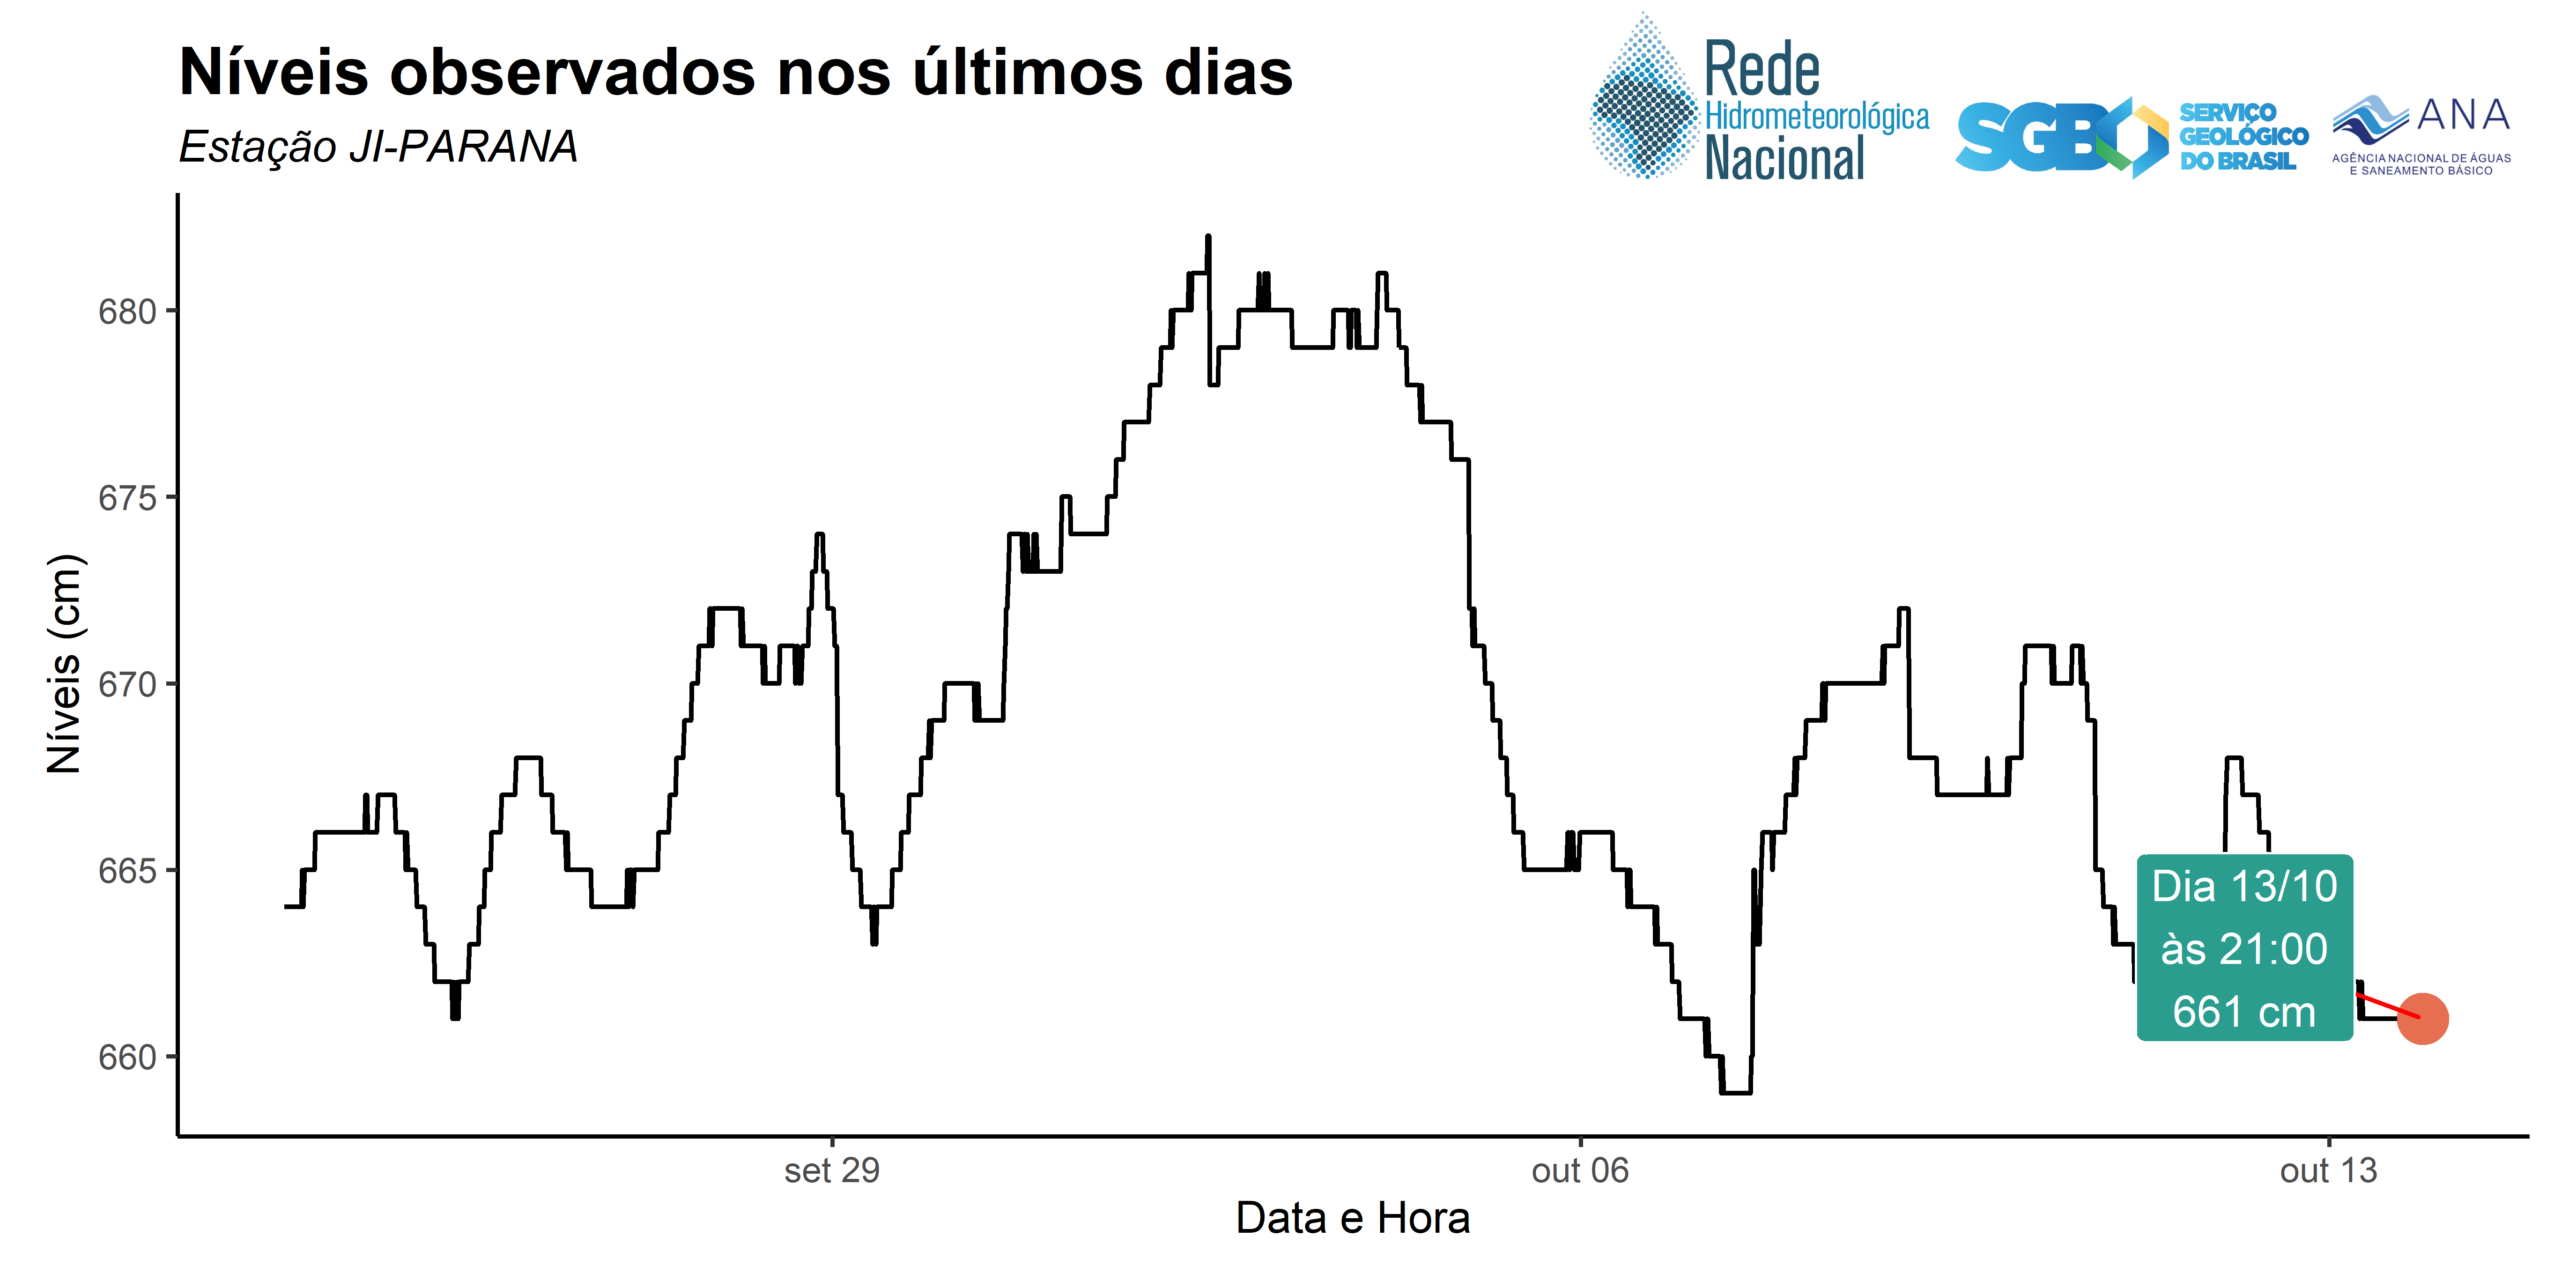 Níveis observados nos últimos dias
Estação JI-PARANA
Rede
Hidrometeorológica
Nacional
SGB
SERVIÇO
GEOLÓGICO
DO BRASIL
ANA
AGÊNCIA NACIONAL DE ÁGUAS
E SANEAMENTO BÁSICO
Níveis (cm)
680
675
670
665
660
Dia 13/10
às 21:00
661 cm
set 29
out 06
out 13
Data e Hora